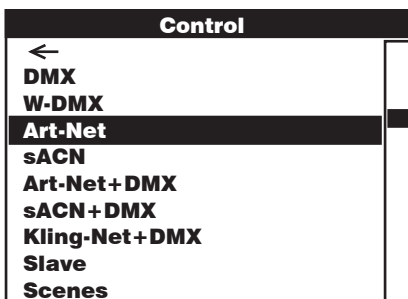 Control
←
DMX
W-DMX
Art-Net
sACN
Art-Net+DMX
sACN+DMX
Kling-Net+DMX
Slave
Scenes